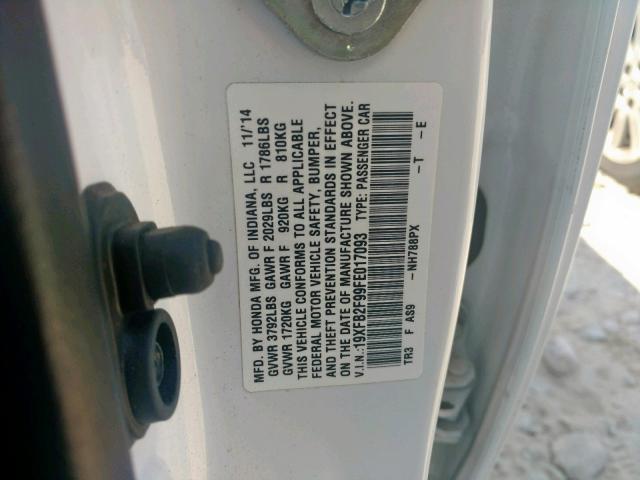 MFD. BY HONDA MFG. OF INDIANA, LLC 11/'14
GVWR 3792LBS GAWR F 2029LBS R 1786LBS
GVWR 1720KG GAWR F 920KG R 810KG
THIS VEHICLE CONFORMS TO ALL APPLICABLE
FEDERAL MOTOR VEHICLE SAFETY, BUMPER,
AND THEFT PREVENTION STANDARDS IN EFFECT
ON THE DATE OF MANUFACTURE SHOWN ABOVE.
V.I.N.:19XFB2F99FE017093 TYPE: PASSENGER CAR
TR3 F AS9 -NH788PX -T -E